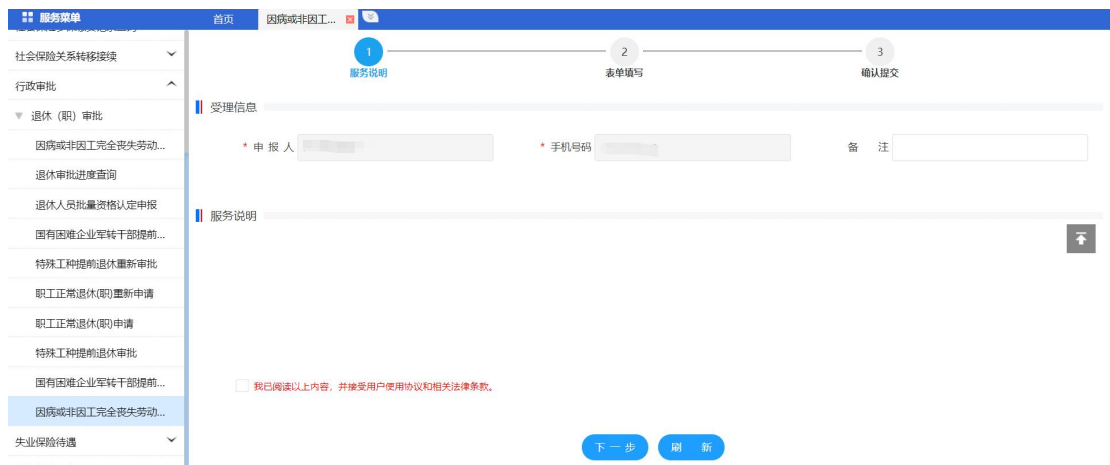 服务菜单
首页
因病或非因工...
社会保险关系转移接续
行政审批
退休（职）审批
因病或非因工完全丧失劳动...
退休审批进度查询
退休人员批量资格认定申报
国有困难企业军转干部提前...
特殊工种提前退休重新审批
职工正常退休(职)重新申请
职工正常退休(职)申请
特殊工种提前退休审批
国有困难企业军转干部提前...
因病或非因工完全丧失劳动...
失业保险待遇
1
服务说明
2
表单填写
3
确认提交
受理信息
* 申 报 人
* 手机号码
备 注
服务说明
我已阅读以上内容，并接受用户使用协议和相关法律条款。
下 一 步
刷 新